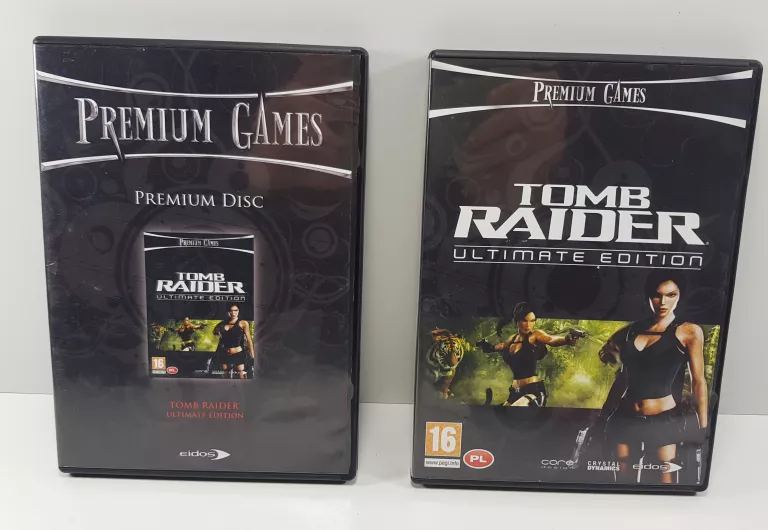 PREMIUM GAMES
PREMIUM DISC
PREMIUM GAMES
TOMB
RAIDER
ULTIMATE EDITION
16
PL
TOMB RAIDER
ULTIMATE EDITION
eidos
PREMIUM GAMES
TOMB
RAIDER
ULTIMATE EDITION
16
www.pegi.info
PL
core
design
CRYSTAL
DYNAMICS
eidos